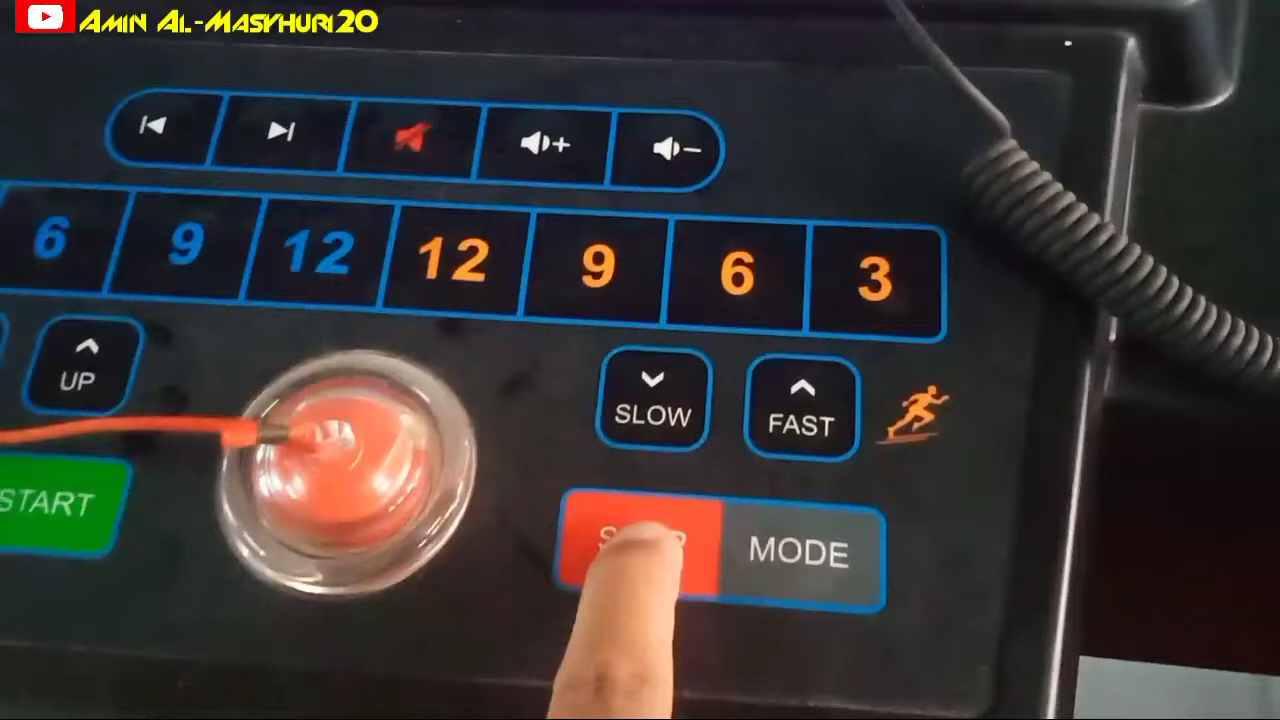 Amin Al-Masyhuri20
6 9 12 12 9 6 3
UP
SLOW
FAST
START
MODE